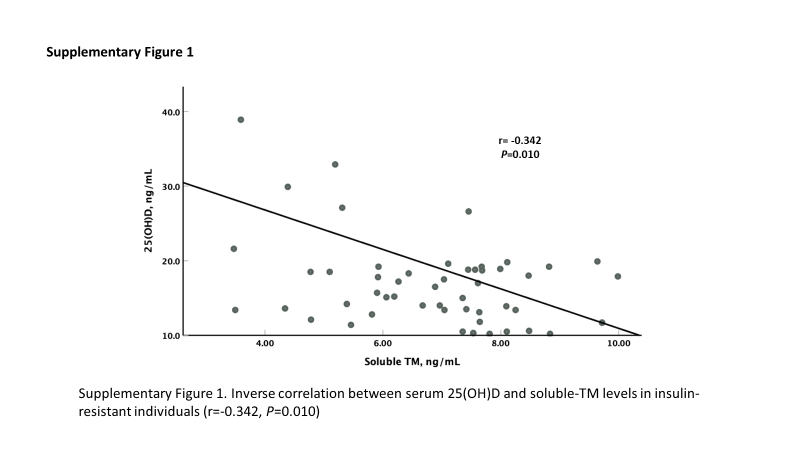 Supplementary Figure 1
40.0
r= -0.342
P=0.010
30.0
25(OH)D, ng/mL
20.0
10.0
4.00 6.00 8.00 10.00
Soluble TM, ng/mL
Supplementary Figure 1. Inverse correlation between serum 25(OH)D and soluble-TM levels in insulin-
resistant individuals (r=-0.342, P=0.010)